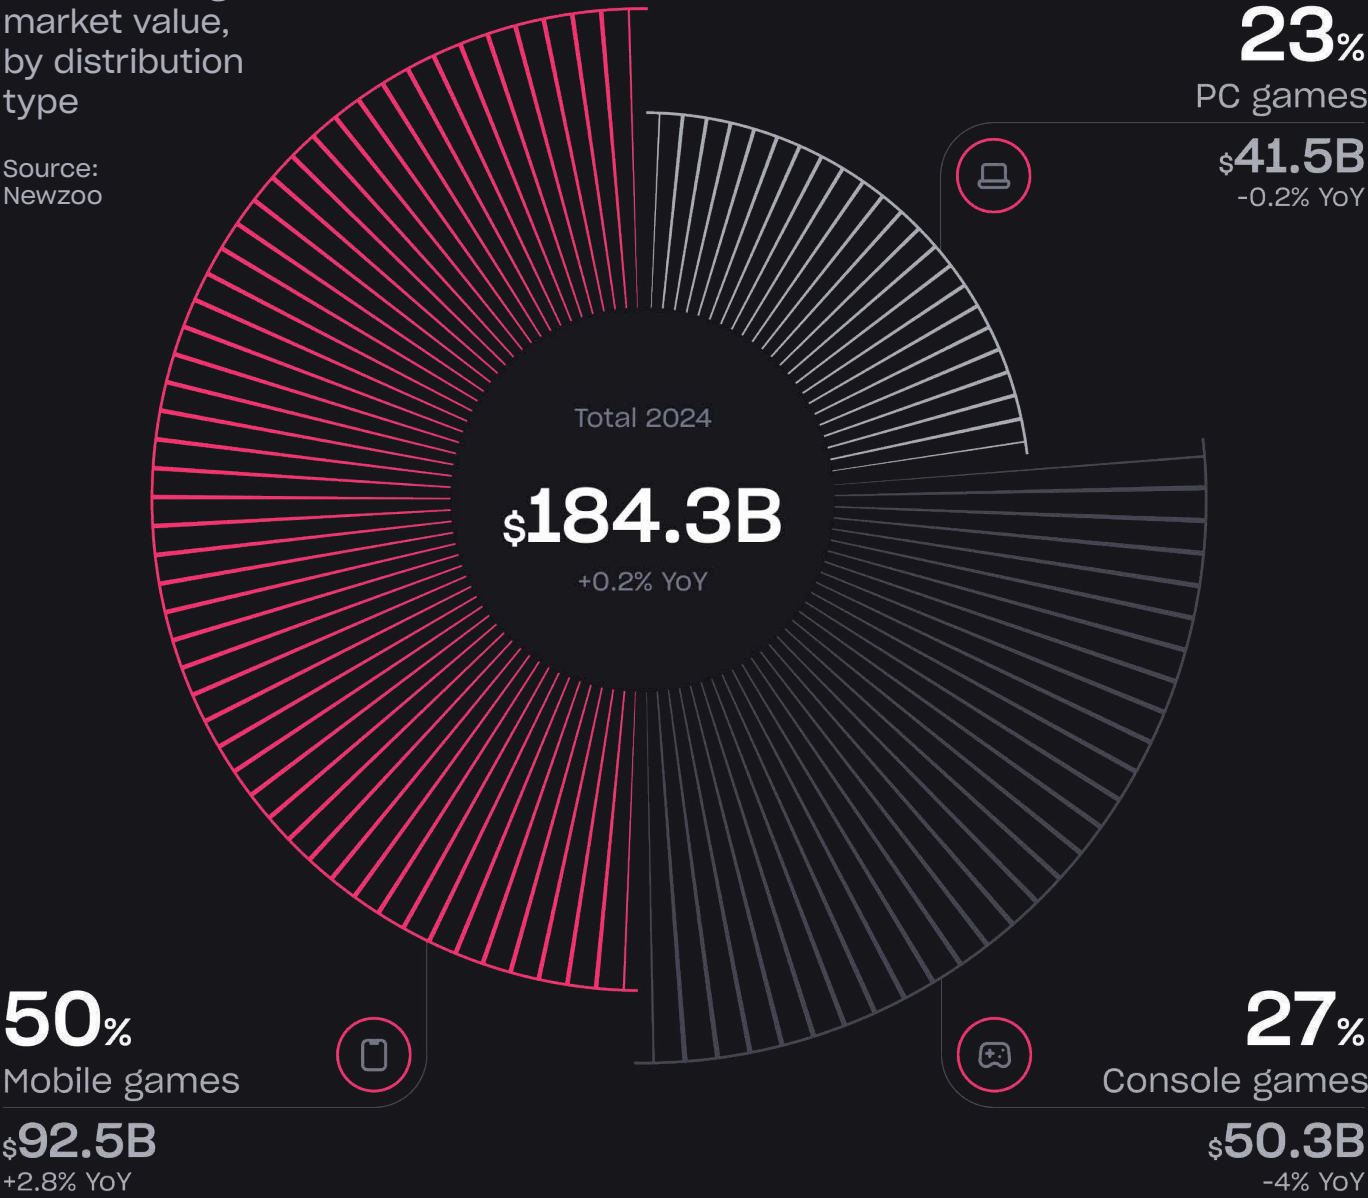 market value,
by distribution
type
Source:
Newzoo
23%
PC games
$41.5B
-0.2% YoY
Total 2024
$184.3B
+0.2% YoY
50%
Mobile games
$92.5B
+2.8% YoY
27%
Console games
$50.3B
-4% YoY